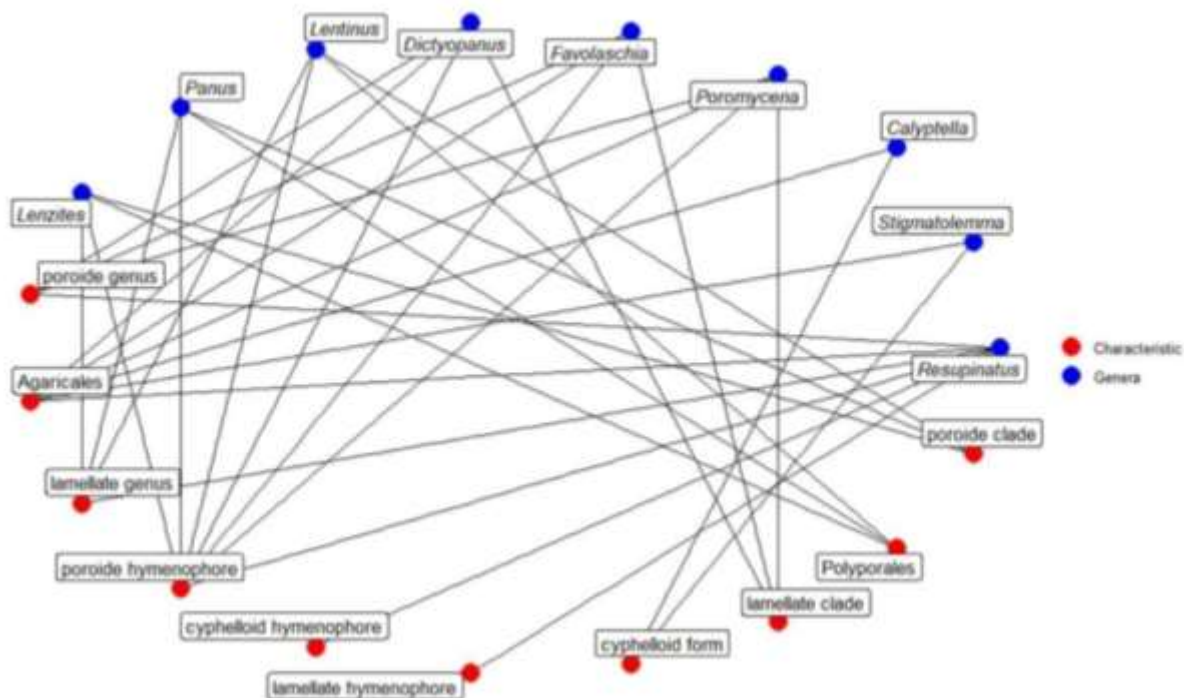 Lentinus
Dictyopanus
Favolaschia
Panus
Poromycena
Calyptella
Lenzites
Stigmatolemma
poroide genus
Characteristic
Genera
Resupinatus
Agaricales
poroide clade
lamellate genus
poroide hymenophore
Polyporales
lamellate clade
cyphelloid hymenophore
cyphelloid form
lamellate hymenophore